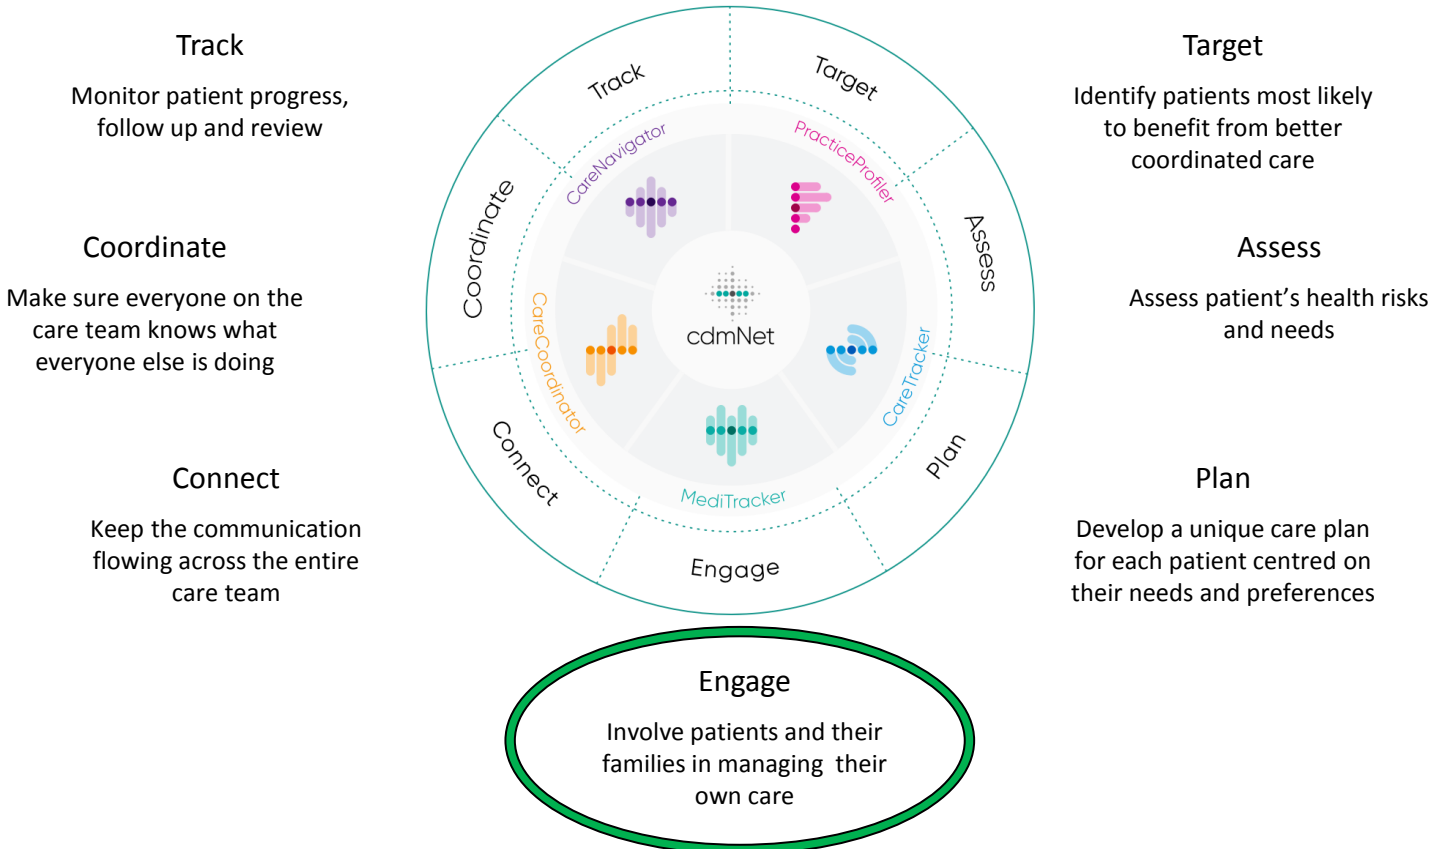 Track
Monitor patient progress,
follow up and review
Coordinate
Make sure everyone on the
care team knows what
everyone else is doing
Connect
Keep the communication
flowing across the entire
care team
Track
Target
Assess
Plan
Engage
Connect
Coordinate
CareNavigator
PracticeProfiler
CareTracker
MediTracker
CareCoordinator
cdmNet
Target
Identify patients most likely
to benefit from better
coordinated care
Assess
Assess patient’s health risks
and needs
Plan
Develop a unique care plan
for each patient centred on
their needs and preferences
Engage
Involve patients and their
families in managing  their
own care